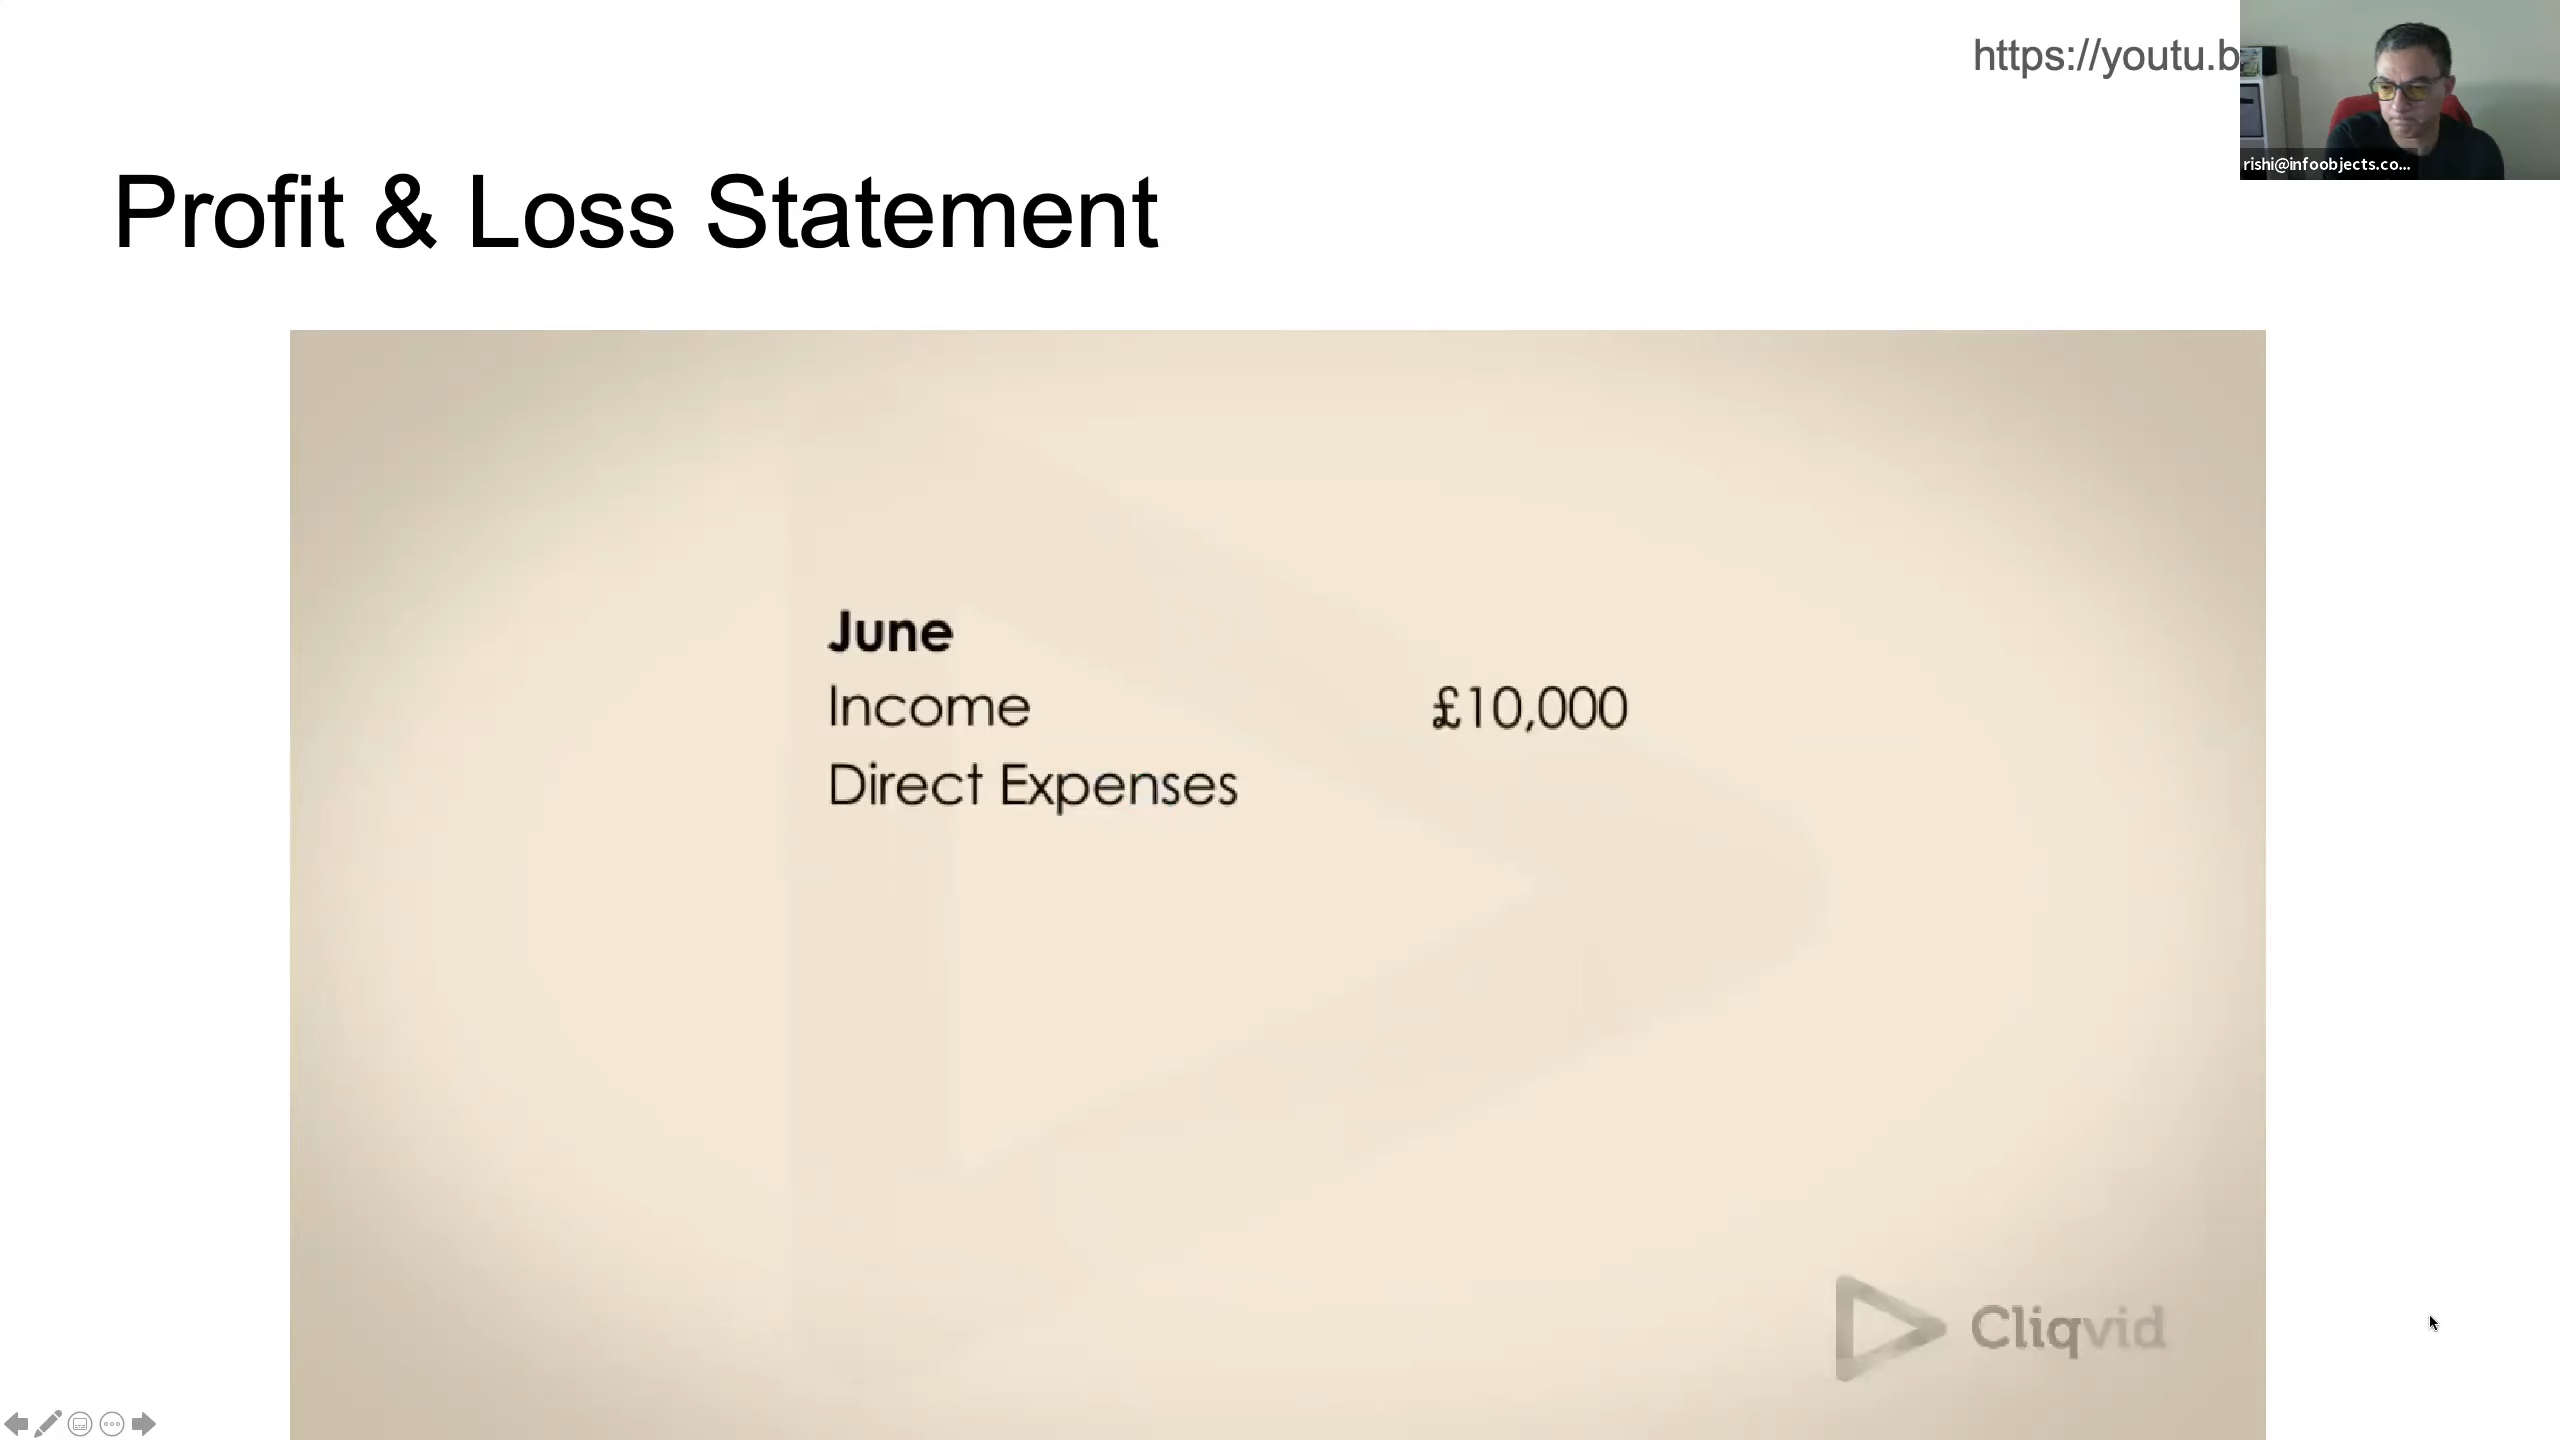 https://youtu.b
rishi@infoobjects.co...
Profit & Loss Statement
June
Income £10,000
Direct Expenses
Cliqvid